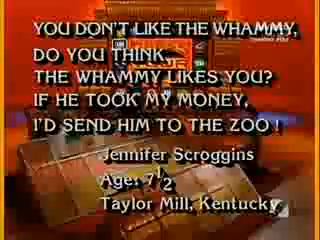 YOU DON'T LIKE THE WHAMMY,
DO YOU THINK
THE WHAMMY LIKES YOU?
IF HE TOOK MY MONEY,
I'D SEND HIM TO THE ZOO!
Jennifer Scroggins
Age: 7 1/2
Taylor Mill, Kentucky